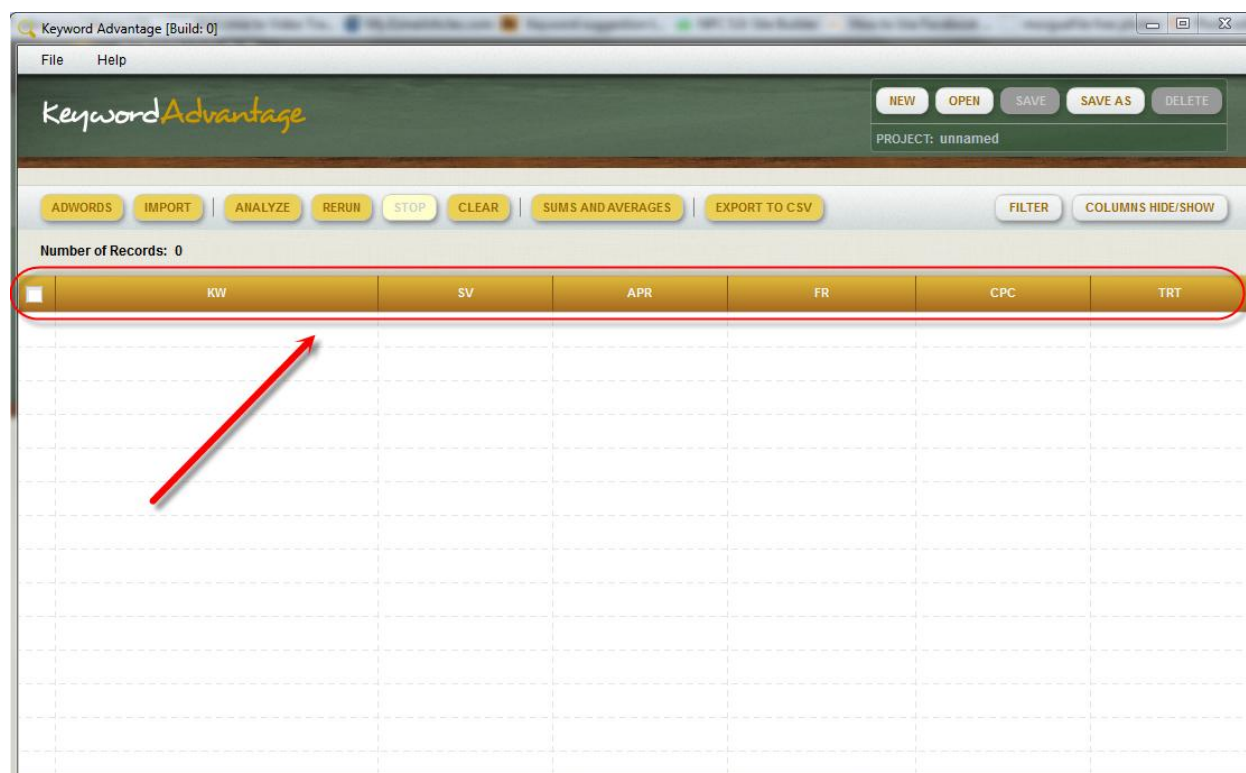 Keyword Advantage [Build: 0]
File Help
Keyword Advantage
NEW OPEN SAVE SAVE AS DELETE
PROJECT: unnamed
ADWORDS IMPORT ANALYZE RERUN STOP CLEAR SUMS AND AVERAGES EXPORT TO CSV FILTER COLUMNS HIDE/SHOW
Number of Records: 0
KW SV APR FR CPC TRT